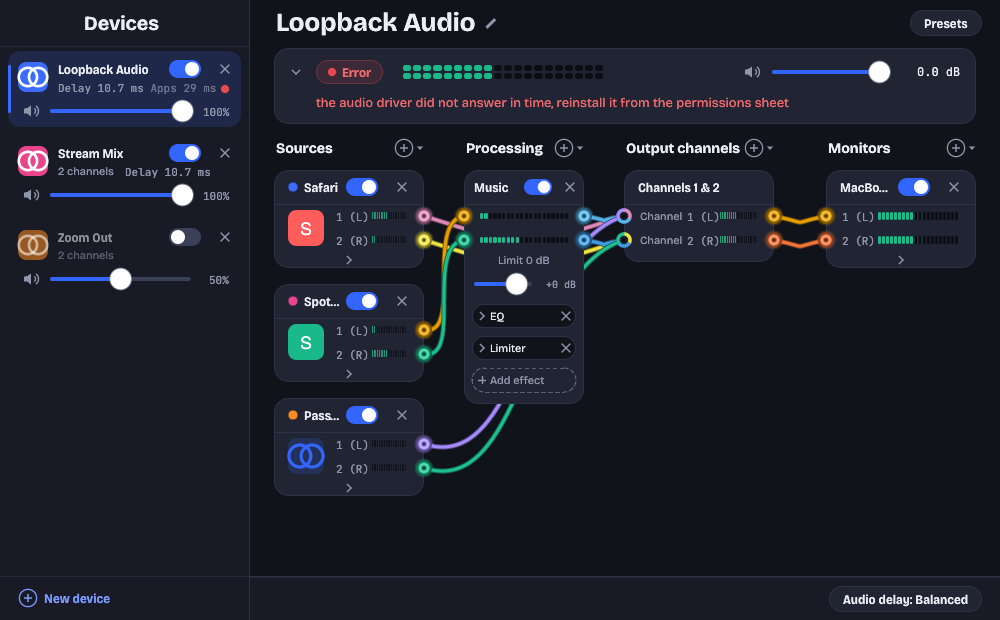 Devices
Loopback Audio
Delay 10.7 ms Apps 29 ms
100%
Stream Mix
2 channels Delay 10.7 ms
100%
Zoom Out
2 channels
50%
New device
Loopback Audio
Presets
Error
0.0 dB
the audio driver did not answer in time, reinstall it from the permissions sheet
Sources
Processing
Output channels
Monitors
Safari
S
1 (L)
2 (R)
Spot...
S
1 (L)
2 (R)
Pass...
1 (L)
2 (R)
Music
Limit 0 dB
+0 dB
EQ
Limiter
+ Add effect
Channels 1 & 2
Channel 1 (L)
Channel 2 (R)
MacBo...
1 (L)
2 (R)
Audio delay: Balanced